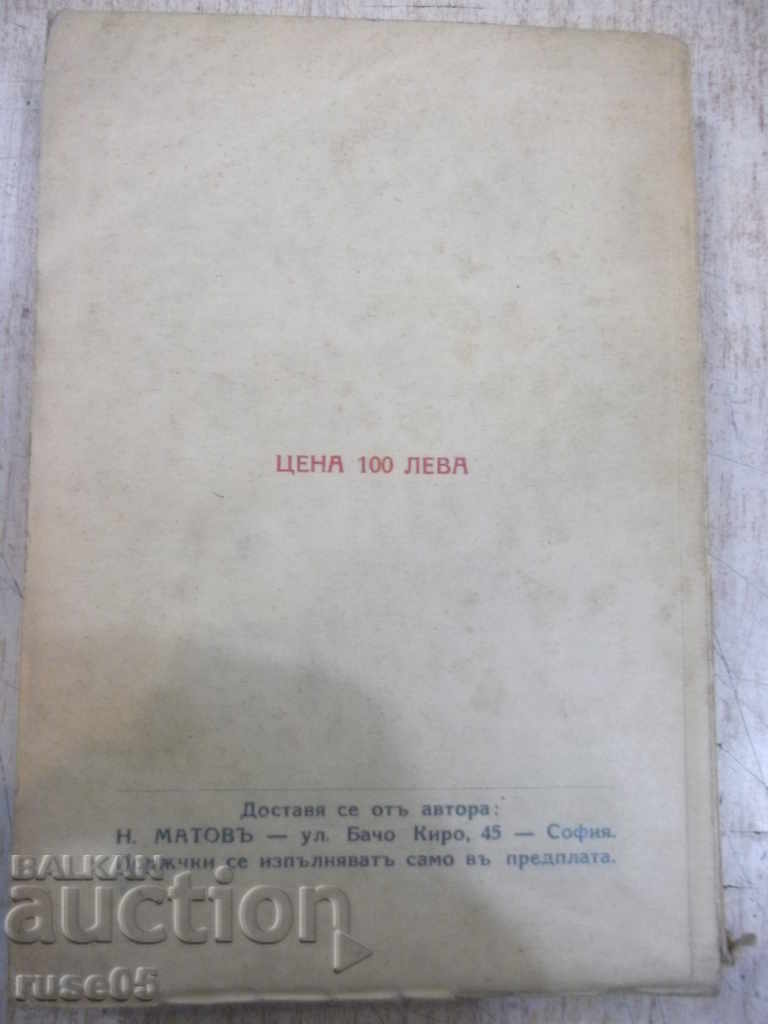 ЦЕНА 100 ЛЕВА
Доставя се отъ автора:
Н. МАТОВЪ — ул. Бачо Киро, 45 — София.
се изпълняватъ само въ предплата.
BALKAN
auction
ruse05